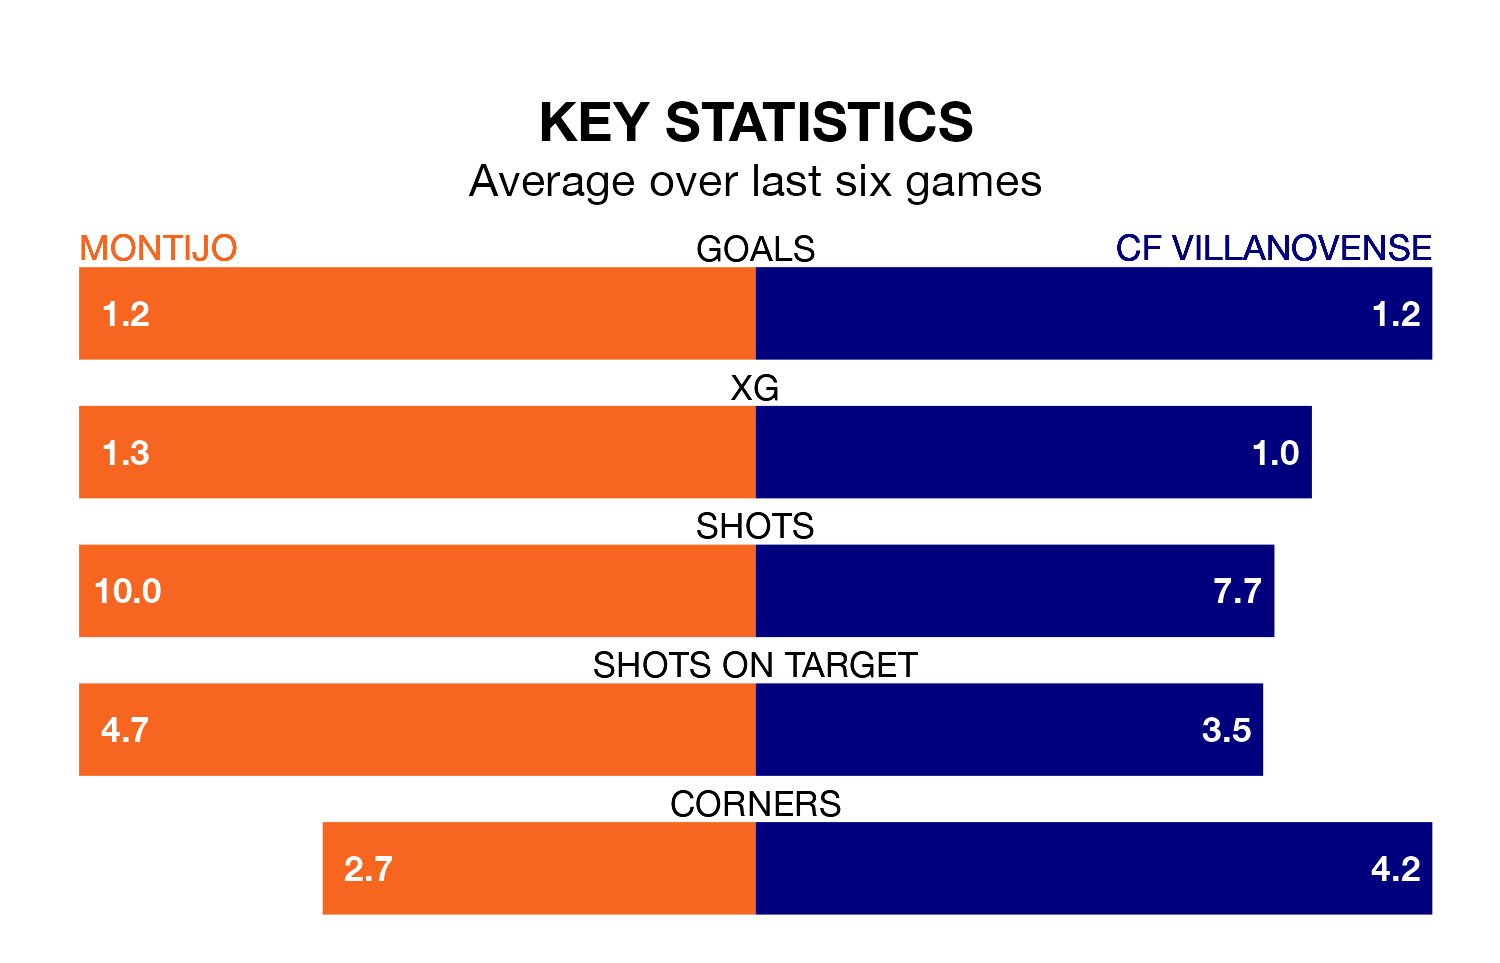 KEY STATISTICS
Average over last six games
MONTIJO GOALS CF VILLANOVENSE
1.2 1.2
XG
1.3 1.0
SHOTS
10.0 7.7
SHOTS ON TARGET
4.7 3.5
CORNERS
2.7 4.2